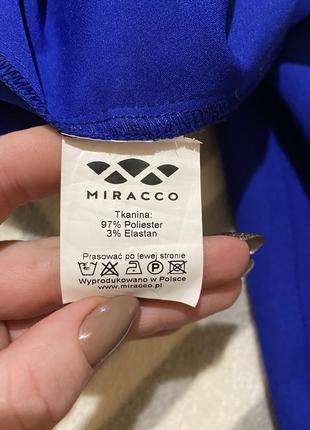 MIRACCO
Tkanina:
97% Poliester
3% Elastan
Prasować po lewej stronie
P
Wyprodukowano w Polsce
www.miracco.pl